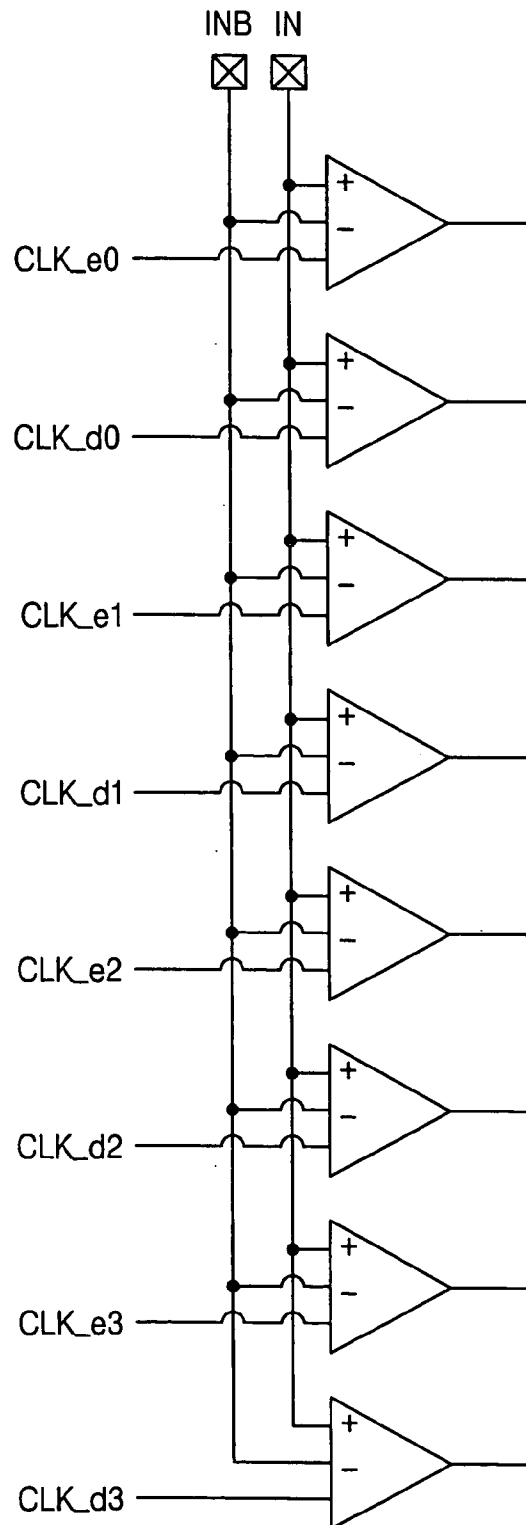 INB IN
+
−
CLK_e0
+
−
CLK_d0
+
−
CLK_e1
+
−
CLK_d1
+
−
CLK_e2
+
−
CLK_d2
+
−
CLK_e3
+
−
CLK_d3